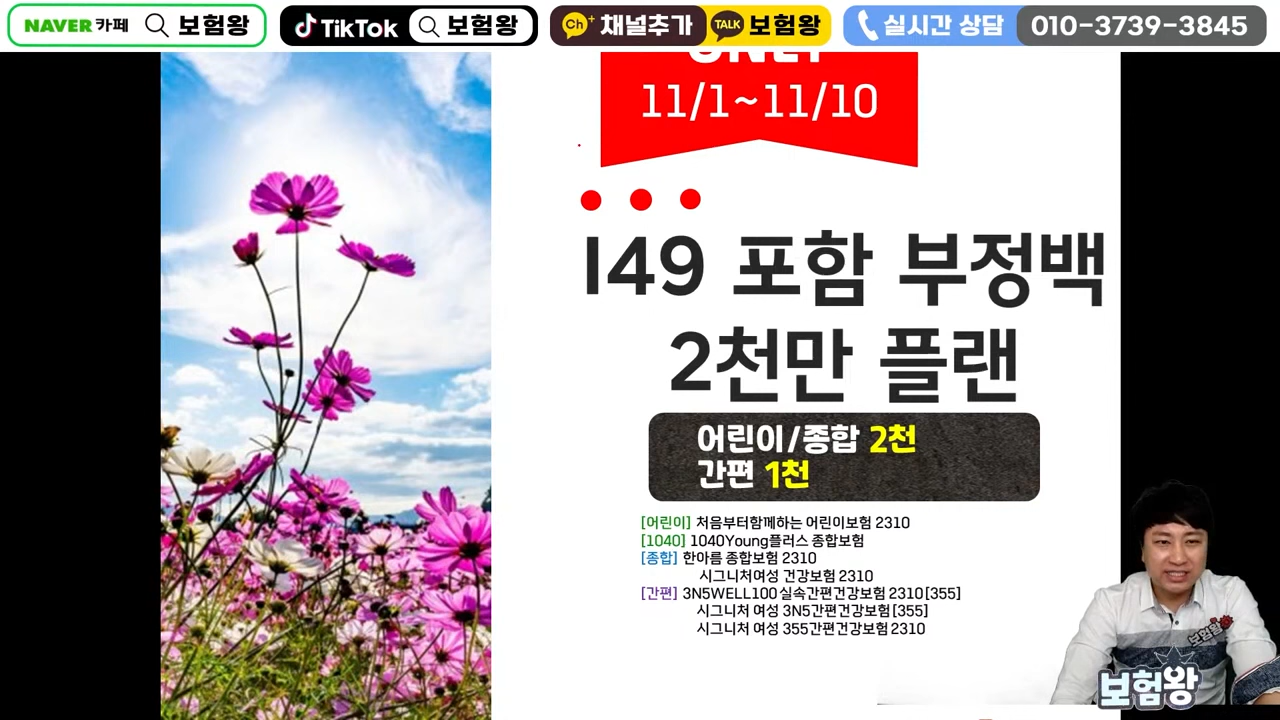 NAVER 카페 보험왕
TikTok 보험왕
Ch+ 채널추가 TALK 보험왕
실시간 상담 010-3739-3845
11/1~11/10
I49 포함 부정백
2천만 플랜
어린이/종합 2천
간편 1천
[어린이] 처음부터함께하는 어린이보험 2310
[1040] 1040Young플러스 종합보험
[종합] 한아름 종합보험 2310
시그니처여성 건강보험 2310
[간편] 3N5WELL100 실속간편건강보험 2310[355]
시그니처 여성 3N5간편건강보험[355]
시그니처 여성 355간편건강보험 2310
보험왕
보험왕